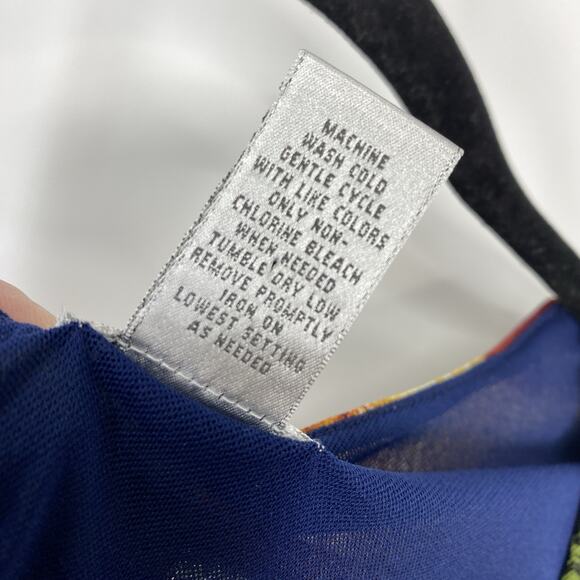 MACHINE
WASH COLD
GENTLE CYCLE
WITH LIKE COLORS
ONLY NON-
CHLORINE BLEACH
WHEN NEEDED
TUMBLE DRY LOW
REMOVE PROMPTLY
IRON ON
LOWEST SETTING
AS NEEDED